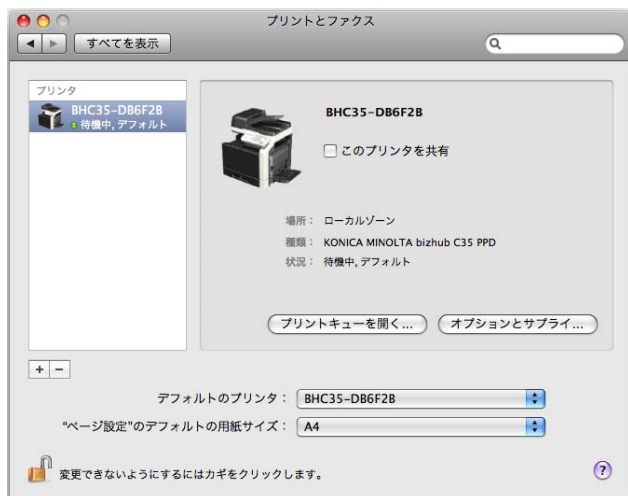 プリントとファクス
すべてを表示
プリンタ
BHC35-DB6F2B
待機中, デフォルト
BHC35-DB6F2B
このプリンタを共有
場所： ローカルゾーン
種類： KONICA MINOLTA bizhub C35 PPD
状況： 待機中, デフォルト
プリントキューを開く... オプションとサプライ...
+ −
デフォルトのプリンタ： BHC35-DB6F2B
"ページ設定"のデフォルトの用紙サイズ： A4
変更できないようにするにはカギをクリックします。 ?